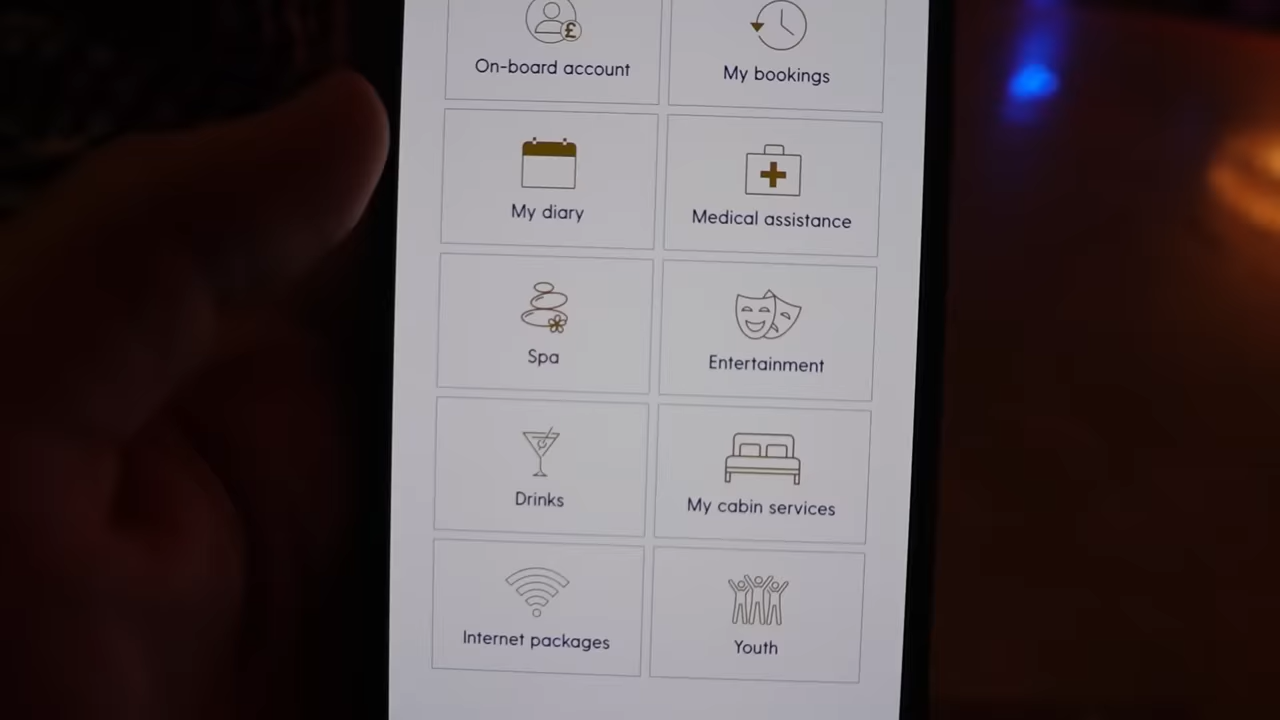 £
On-board account
My bookings
My diary
Medical assistance
Spa
Entertainment
Drinks
My cabin services
Internet packages
Youth